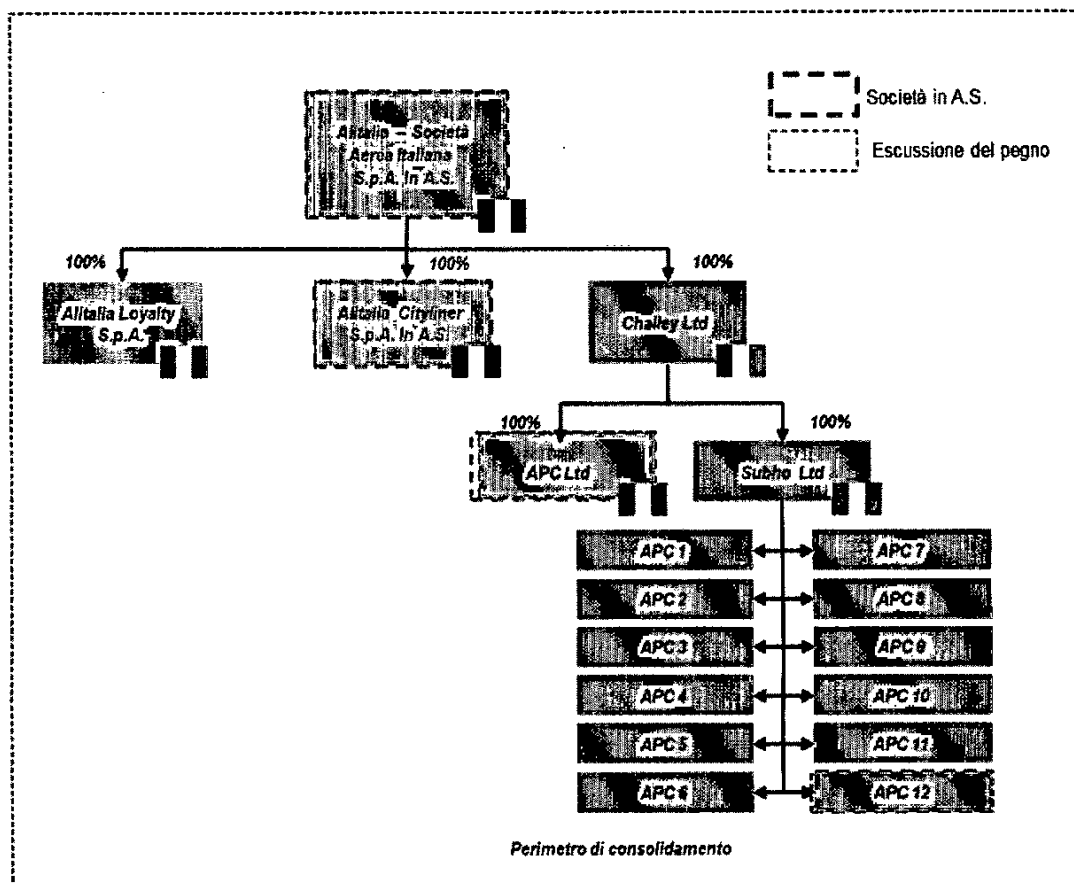 Società in A.S.
Escussione del pegno
Alitalia – Società
Aerea Italiana
S.p.A. In A.S.
100%
100%
100%
Alitalia Loyalty
S.p.A.
Alitalia Cityliner
S.p.A. In A.S.
Challey Ltd
100%
100%
APC Ltd
Subho Ltd
APC 1
APC 7
APC 2
APC 8
APC 3
APC 9
APC 4
APC 10
APC 5
APC 11
APC 6
APC 12
Perimetro di consolidamento